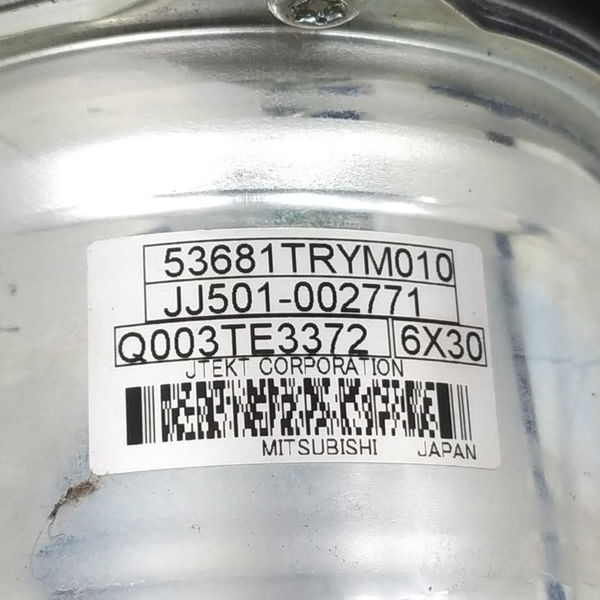 53681TRYM010
JJ501-002771
Q003TE3372 6X30
JTEKT CORPORATION
MITSUBISHI JAPAN